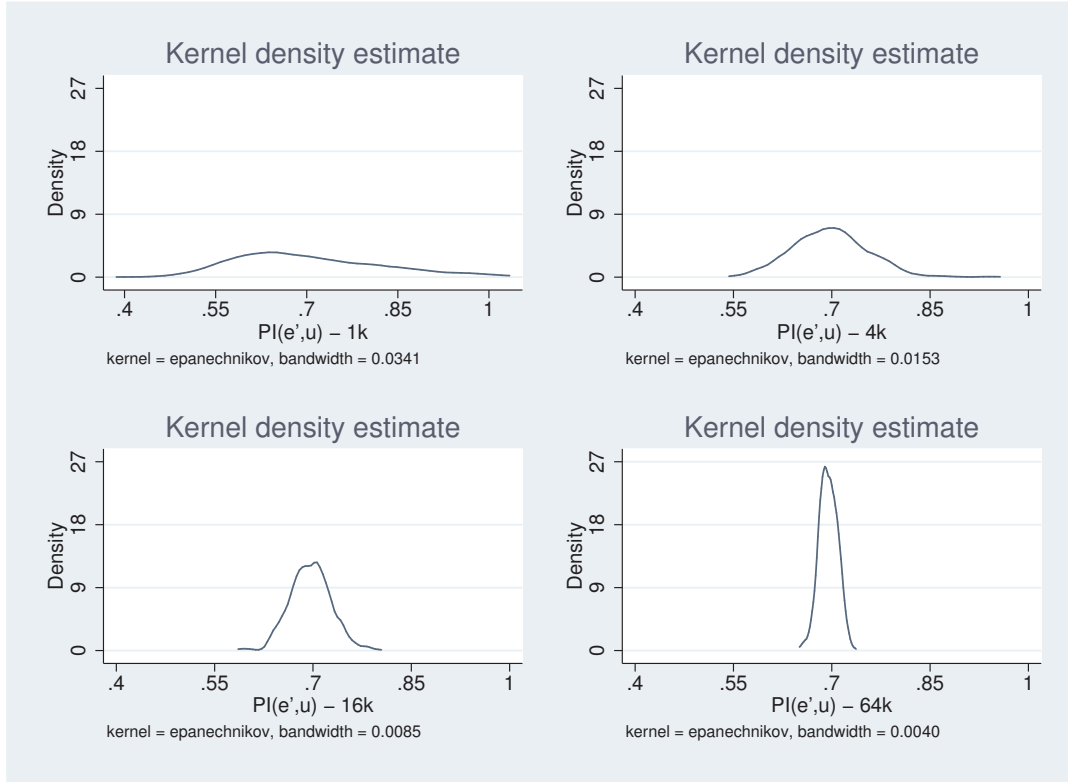 Kernel density estimate
27
18
9
0
Density
.4 .55 .7 .85 1
PI(e’,u) − 1k
kernel = epanechnikov, bandwidth = 0.0341
Kernel density estimate
27
18
9
0
Density
.4 .55 .7 .85 1
PI(e’,u) − 4k
kernel = epanechnikov, bandwidth = 0.0153
Kernel density estimate
27
18
9
0
Density
.4 .55 .7 .85 1
PI(e’,u) − 16k
kernel = epanechnikov, bandwidth = 0.0085
Kernel density estimate
27
18
9
0
Density
.4 .55 .7 .85 1
PI(e’,u) − 64k
kernel = epanechnikov, bandwidth = 0.0040